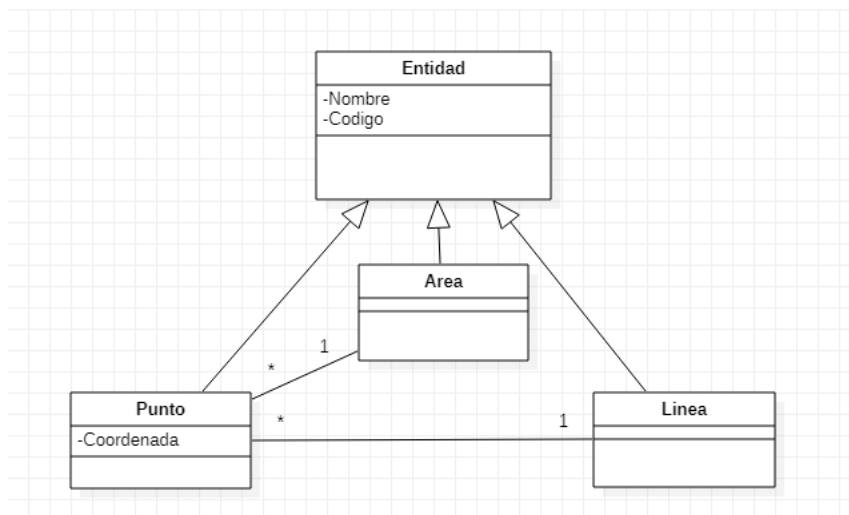 Entidad
-Nombre
-Codigo
Area
1
*
Punto
-Coordenada
*
1
Linea